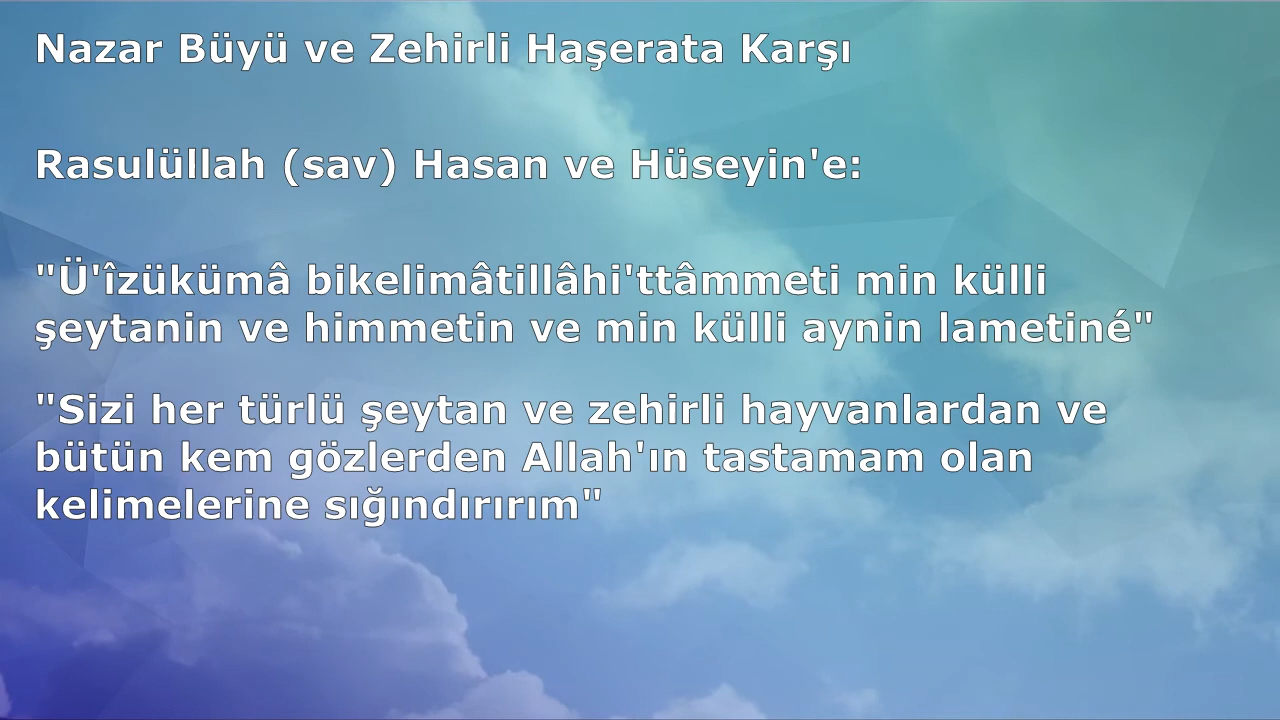 Nazar Büyü ve Zehirli Haşerata Karşı
Rasulüllah (sav) Hasan ve Hüseyin'e:
"Ü'îzükümâ bikelimâtillâhi'ttâmmeti min külli
şeytanin ve himmetin ve min külli aynin lametiné"
"Sizi her türlü şeytan ve zehirli hayvanlardan ve
bütün kem gözlerden Allah'ın tastamam olan
kelimelerine sığındırırım"